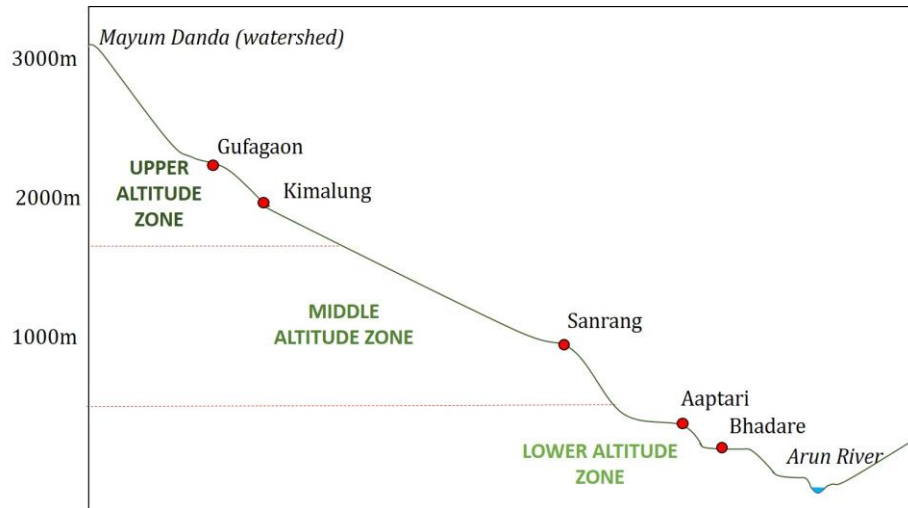 Mayum Danda (watershed)
3000m
Gufagaon
UPPER
ALTITUDE
ZONE
Kimalung
2000m
MIDDLE
ALTITUDE ZONE
Sanrang
1000m
Aaptari
Bhadare
LOWER ALTITUDE
ZONE
Arun River